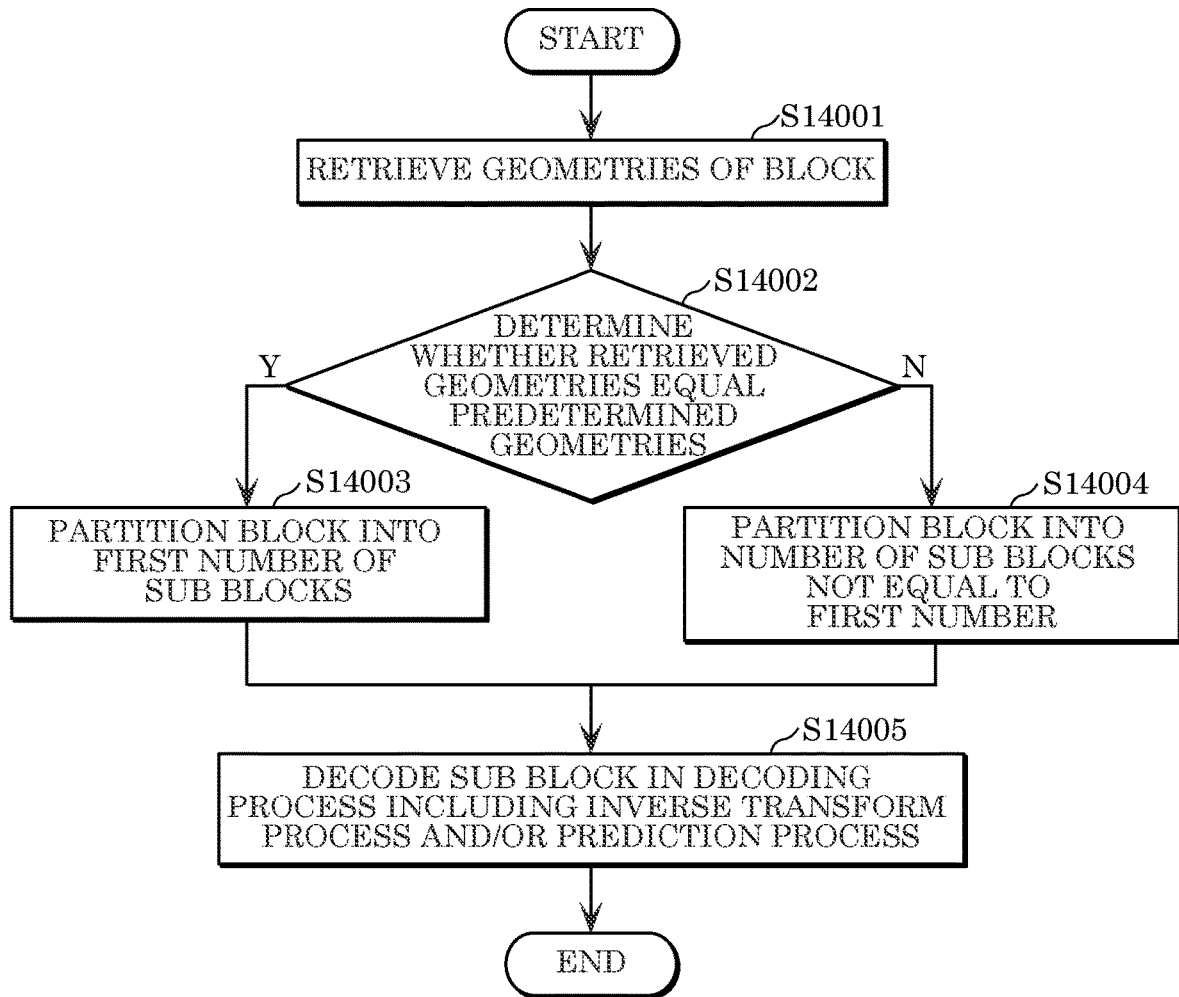 START
S14001
RETRIEVE GEOMETRIES OF BLOCK
S14002
DETERMINE
WHETHER RETRIEVED
GEOMETRIES EQUAL
PREDETERMINED
GEOMETRIES
Y
N
S14003
PARTITION BLOCK INTO
FIRST NUMBER OF
SUB BLOCKS
S14004
PARTITION BLOCK INTO
NUMBER OF SUB BLOCKS
NOT EQUAL TO
FIRST NUMBER
S14005
DECODE SUB BLOCK IN DECODING
PROCESS INCLUDING INVERSE TRANSFORM
PROCESS AND/OR PREDICTION PROCESS
END